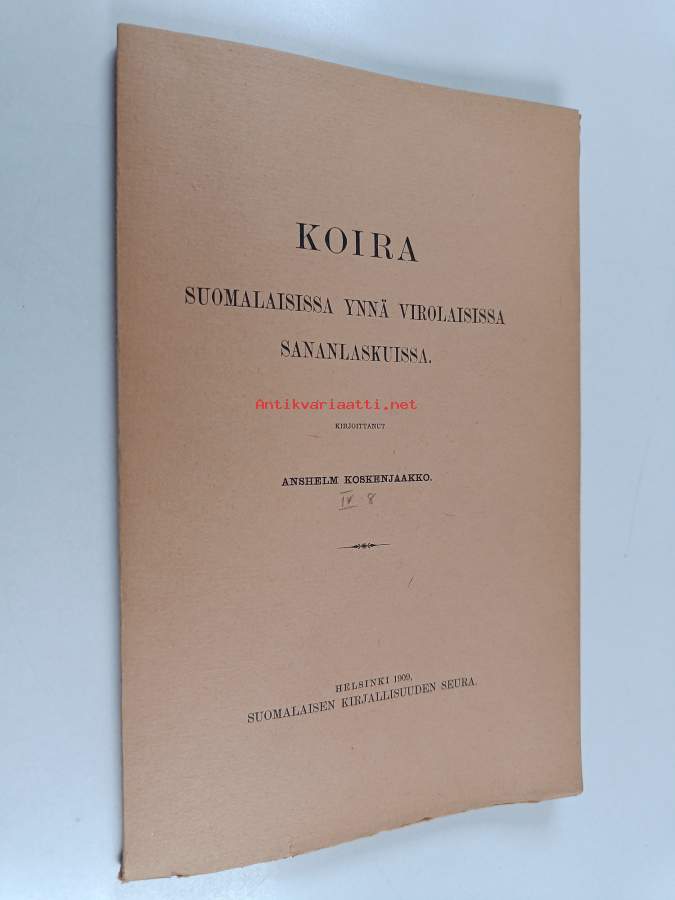 KOIRA
SUOMALAISISSA YNNÄ VIROLAISISSA
SANANLASKUISSA.
Antikvariaatti.net
KIRJOITTANUT
ANSHELM KOSKENJAAKKO.
IV 8
HELSINKI 1909,
SUOMALAISEN KIRJALLISUUDEN SEURA.